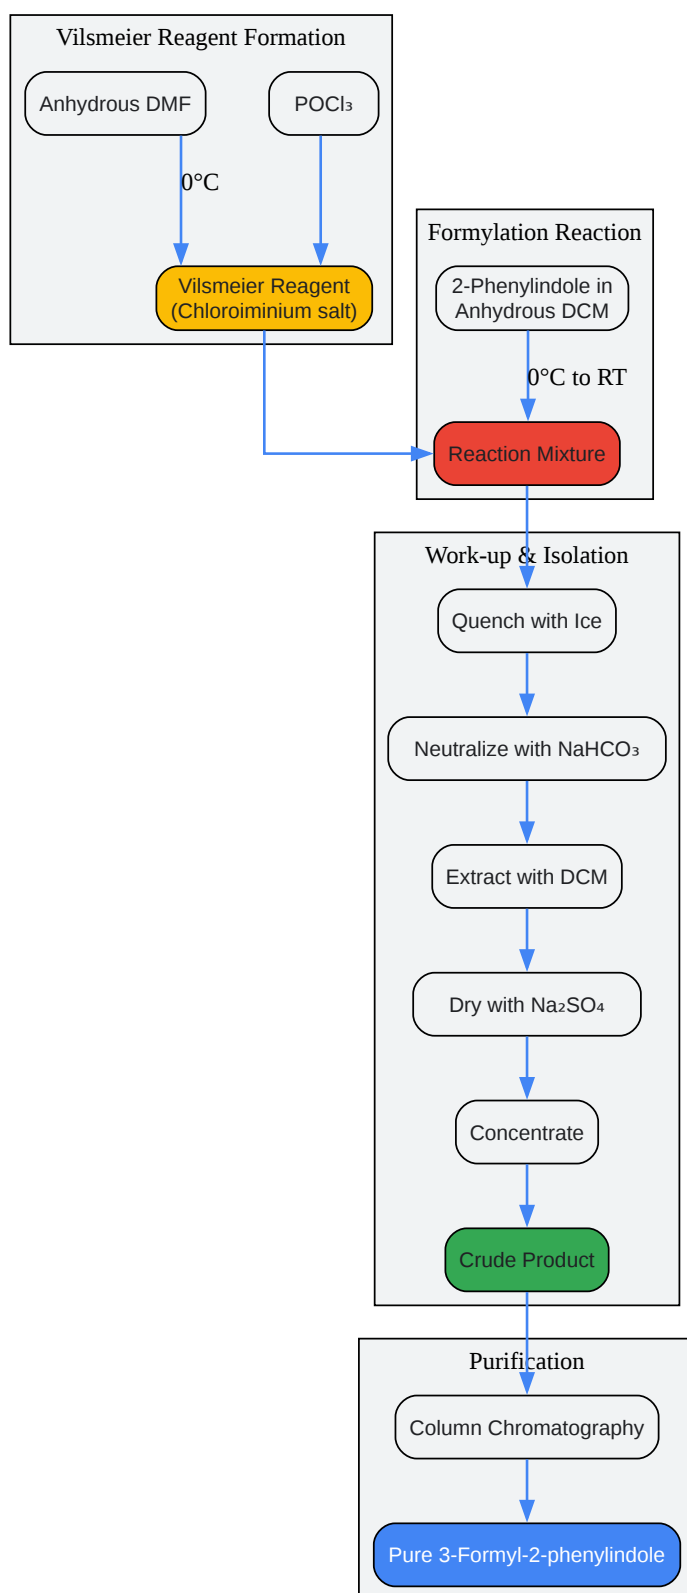 Vilsmeier Reagent Formation
Anhydrous DMF
POCl₃
0°C
Vilsmeier Reagent
(Chloroiminium salt)
Formylation Reaction
2-Phenylindole in
Anhydrous DCM
0°C to RT
Reaction Mixture
Work-up & Isolation
Quench with Ice
Neutralize with NaHCO₃
Extract with DCM
Dry with Na₂SO₄
Concentrate
Crude Product
Purification
Column Chromatography
Pure 3-Formyl-2-phenylindole